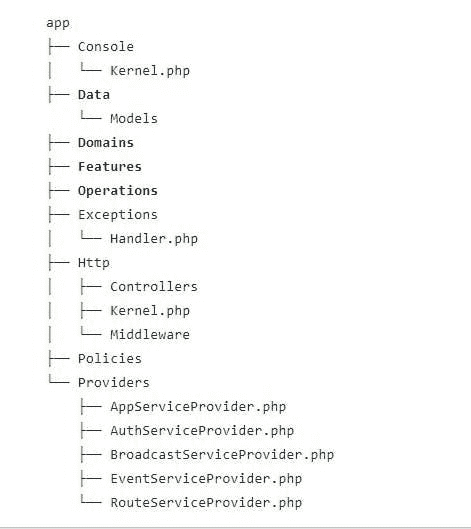 app
├── Console
│   └── Kernel.php
├── Data
    └── Models
├── Domains
├── Features
├── Operations
├── Exceptions
│   └── Handler.php
├── Http
│   ├── Controllers
│   ├── Kernel.php
│   └── Middleware
├── Policies
└── Providers
    ├── AppServiceProvider.php
    ├── AuthServiceProvider.php
    ├── BroadcastServiceProvider.php
    ├── EventServiceProvider.php
    └── RouteServiceProvider.php